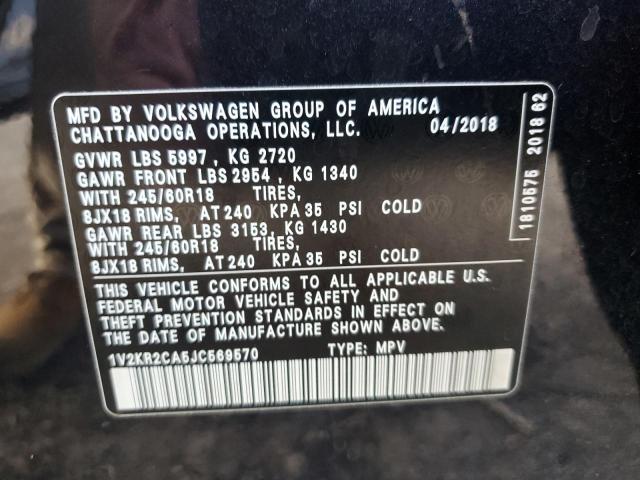 MFD BY VOLKSWAGEN GROUP OF AMERICA
CHATTANOOGA OPERATIONS, LLC. 04/2018
GVWR LBS 5997 , KG 2720
GAWR FRONT LBS 2954 , KG 1340
WITH 245/60R18 TIRES,
8JX18 RIMS, AT 240 KPA 35 PSI COLD
GAWR REAR LBS 3153, KG 1430
WITH 245/60R18 TIRES,
8JX18 RIMS, AT 240 KPA 35 PSI COLD
THIS VEHICLE CONFORMS TO ALL APPLICABLE U.S.
FEDERAL MOTOR VEHICLE SAFETY AND
THEFT PREVENTION STANDARDS IN EFFECT ON
THE DATE OF MANUFACTURE SHOWN ABOVE.
1V2KR2CA5JC569570 TYPE: MPV
1810575 2018 62